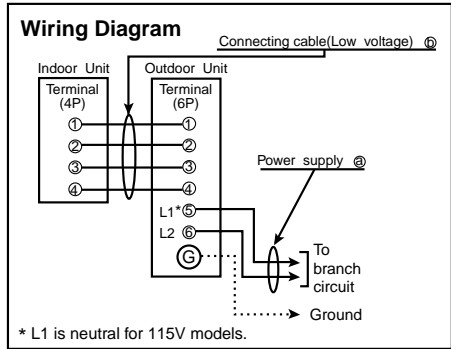 Wiring Diagram
Connecting cable(Low voltage) ⓑ
Indoor Unit
Outdoor Unit
Terminal
(4P)
Terminal
(6P)
① ①
② ②
③ ③
④ ④
Power supply ⓐ
L1* ⑤
L2 ⑥
G
To
branch
circuit
Ground
* L1 is neutral for 115V models.